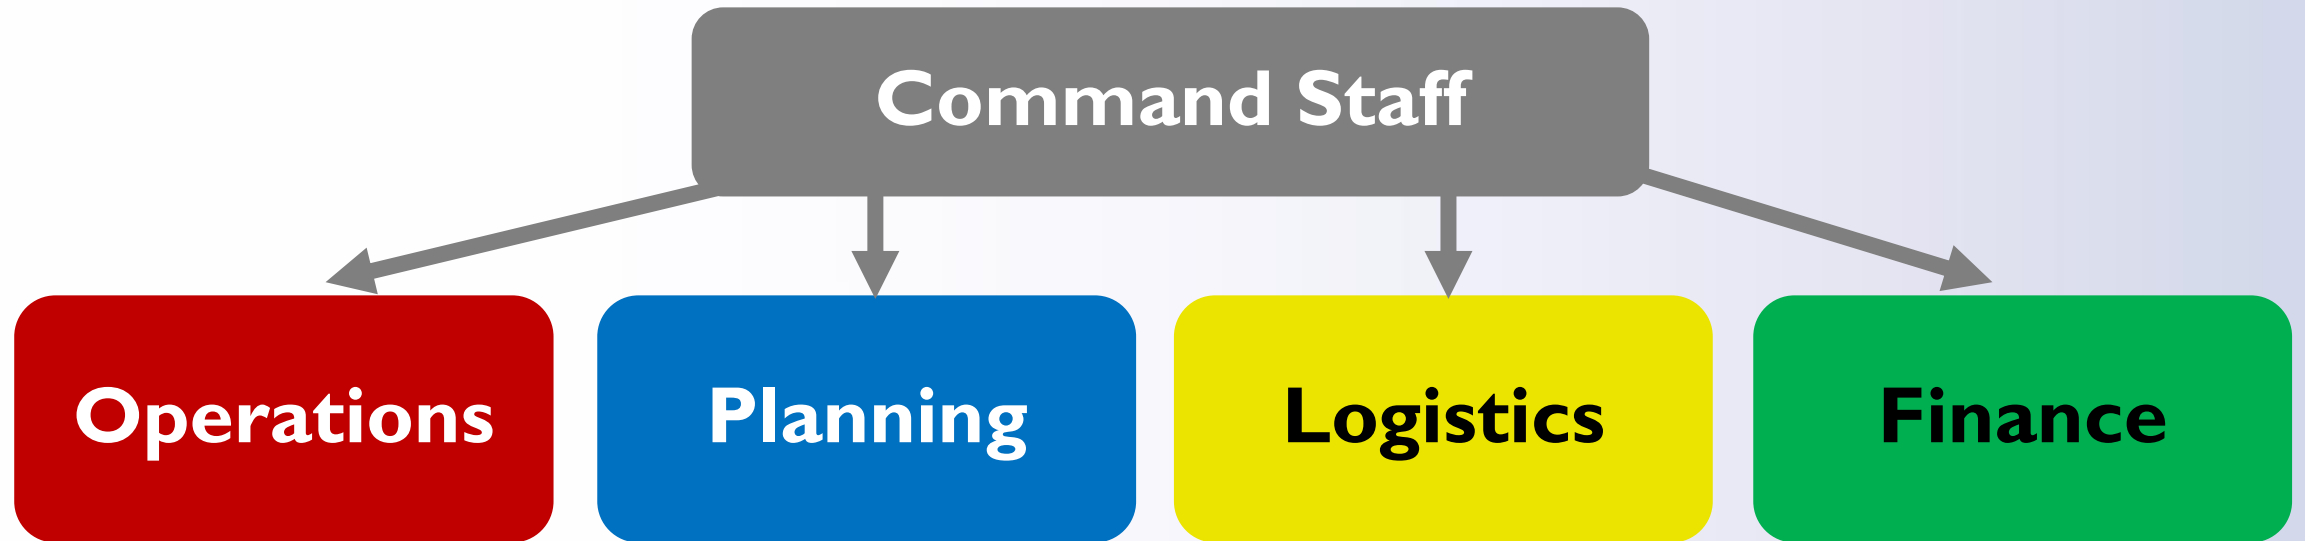 Command Staff
Operations
Planning
Logistics
Finance